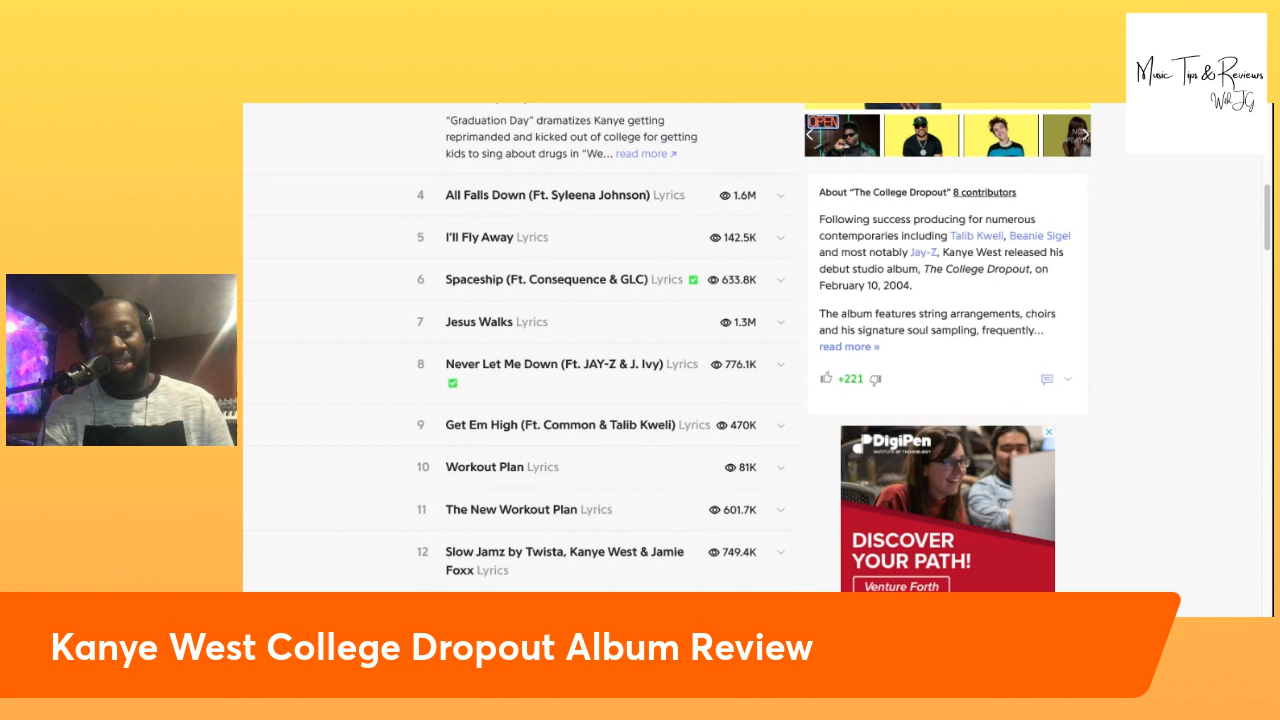 Music Tips & Reviews
With JG
"Graduation Day" dramatizes Kanye getting
reprimanded and kicked out of college for getting
kids to sing about drugs in "We... read more ↗
4 All Falls Down (Ft. Syleena Johnson) Lyrics 1.6M
5 I'll Fly Away Lyrics 142.5K
6 Spaceship (Ft. Consequence & GLC) Lyrics 633.8K
7 Jesus Walks Lyrics 1.3M
8 Never Let Me Down (Ft. JAY-Z & J. Ivy) Lyrics 776.1K
9 Get Em High (Ft. Common & Talib Kweli) Lyrics 470K
10 Workout Plan Lyrics 81K
11 The New Workout Plan Lyrics 601.7K
12 Slow Jamz by Twista, Kanye West & Jamie 749.4K
Foxx Lyrics
OPEN
About "The College Dropout" 8 contributors
Following success producing for numerous
contemporaries including Talib Kweli, Beanie Sigel
and most notably Jay-Z, Kanye West released his
debut studio album, The College Dropout, on
February 10, 2004.
The album features string arrangements, choirs
and his signature soul sampling, frequently...
read more »
+221
DigiPen
INSTITUTE OF TECHNOLOGY
DISCOVER
YOUR PATH!
Venture Forth
Kanye West College Dropout Album Review